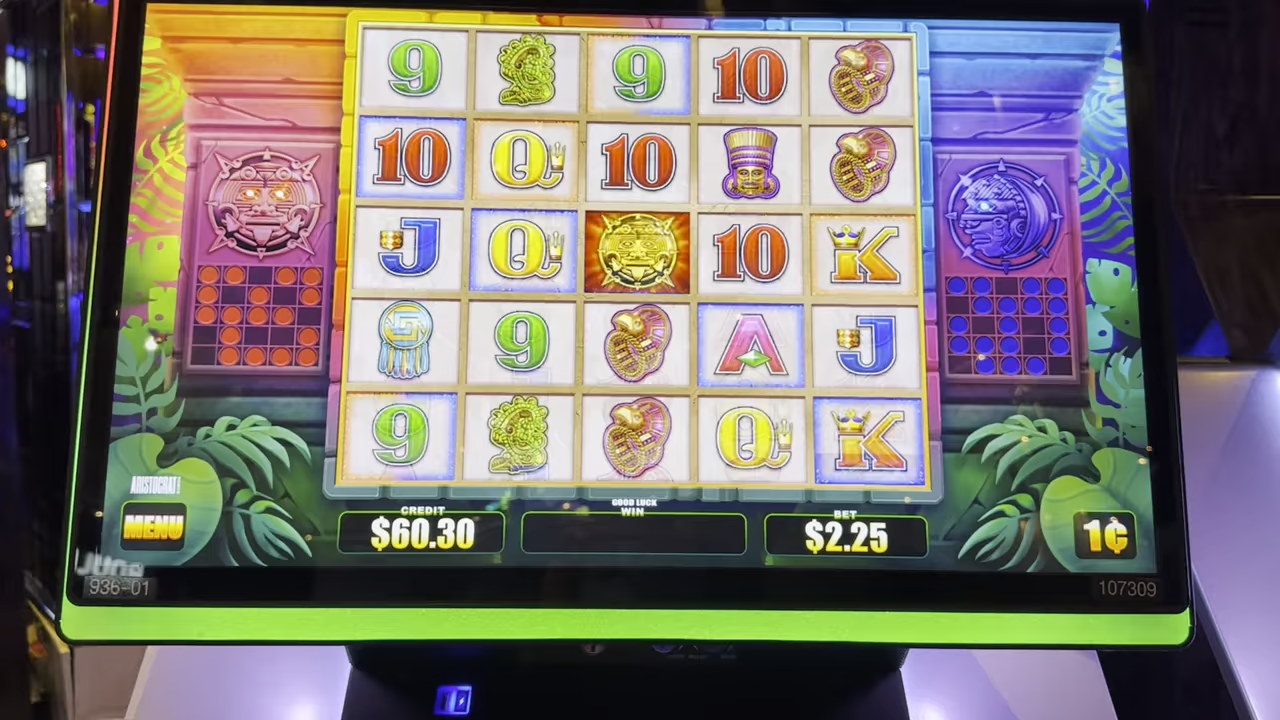 9 9 10
10 Q 10
J Q 10 K
9 A J
9 Q K
ARISTOCRAT
MENU
GOOD LUCK
CREDIT WIN BET
$60.30 $2.25 1¢
936-01 107309